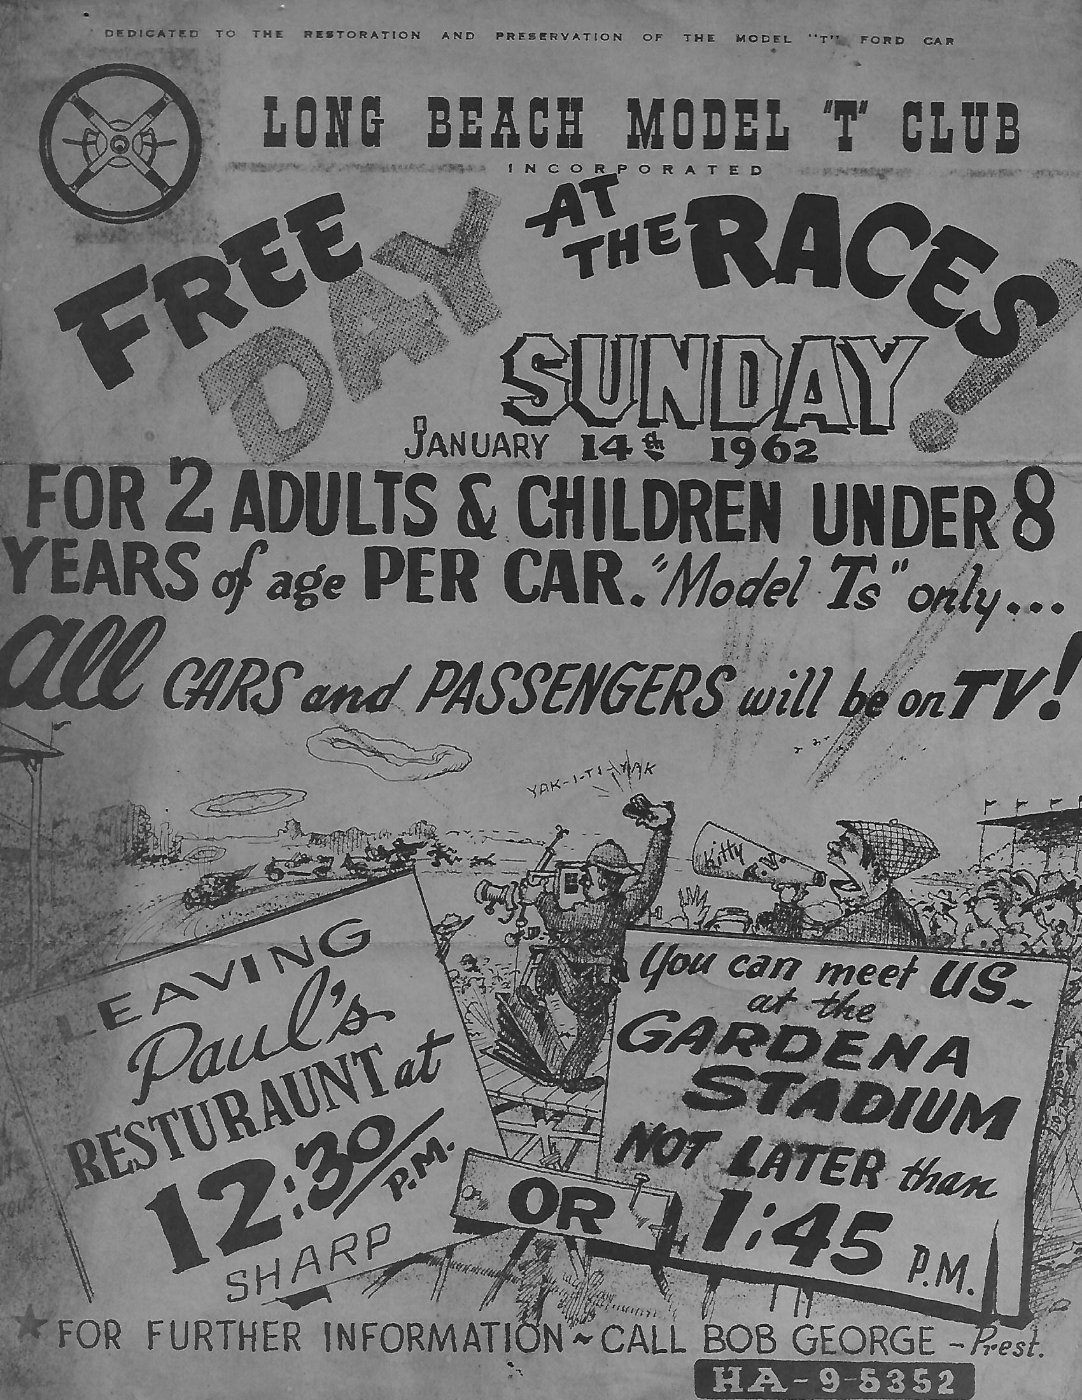 DEDICATED TO THE RESTORATION AND PRESERVATION OF THE MODEL "T" FORD CAR
LONG BEACH MODEL "T" CLUB
INCORPORATED
FREE DAY AT THE RACES!
SUNDAY
JANUARY 14th 1962
FOR 2 ADULTS & CHILDREN UNDER 8
YEARS of age PER CAR. "Model Ts" only...
all CARS and PASSENGERS will be on TV!
YAK-I-TI-YAK
Kitty
LEAVING
Paul's
RESTURAUNT at
12:30 P.M.
SHARP
OR
You can meet US-
at the
GARDENA
STADIUM
NOT LATER than
1:45 P.M.
FOR FURTHER INFORMATION ~ CALL BOB GEORGE - Prest.
HA-9-5352